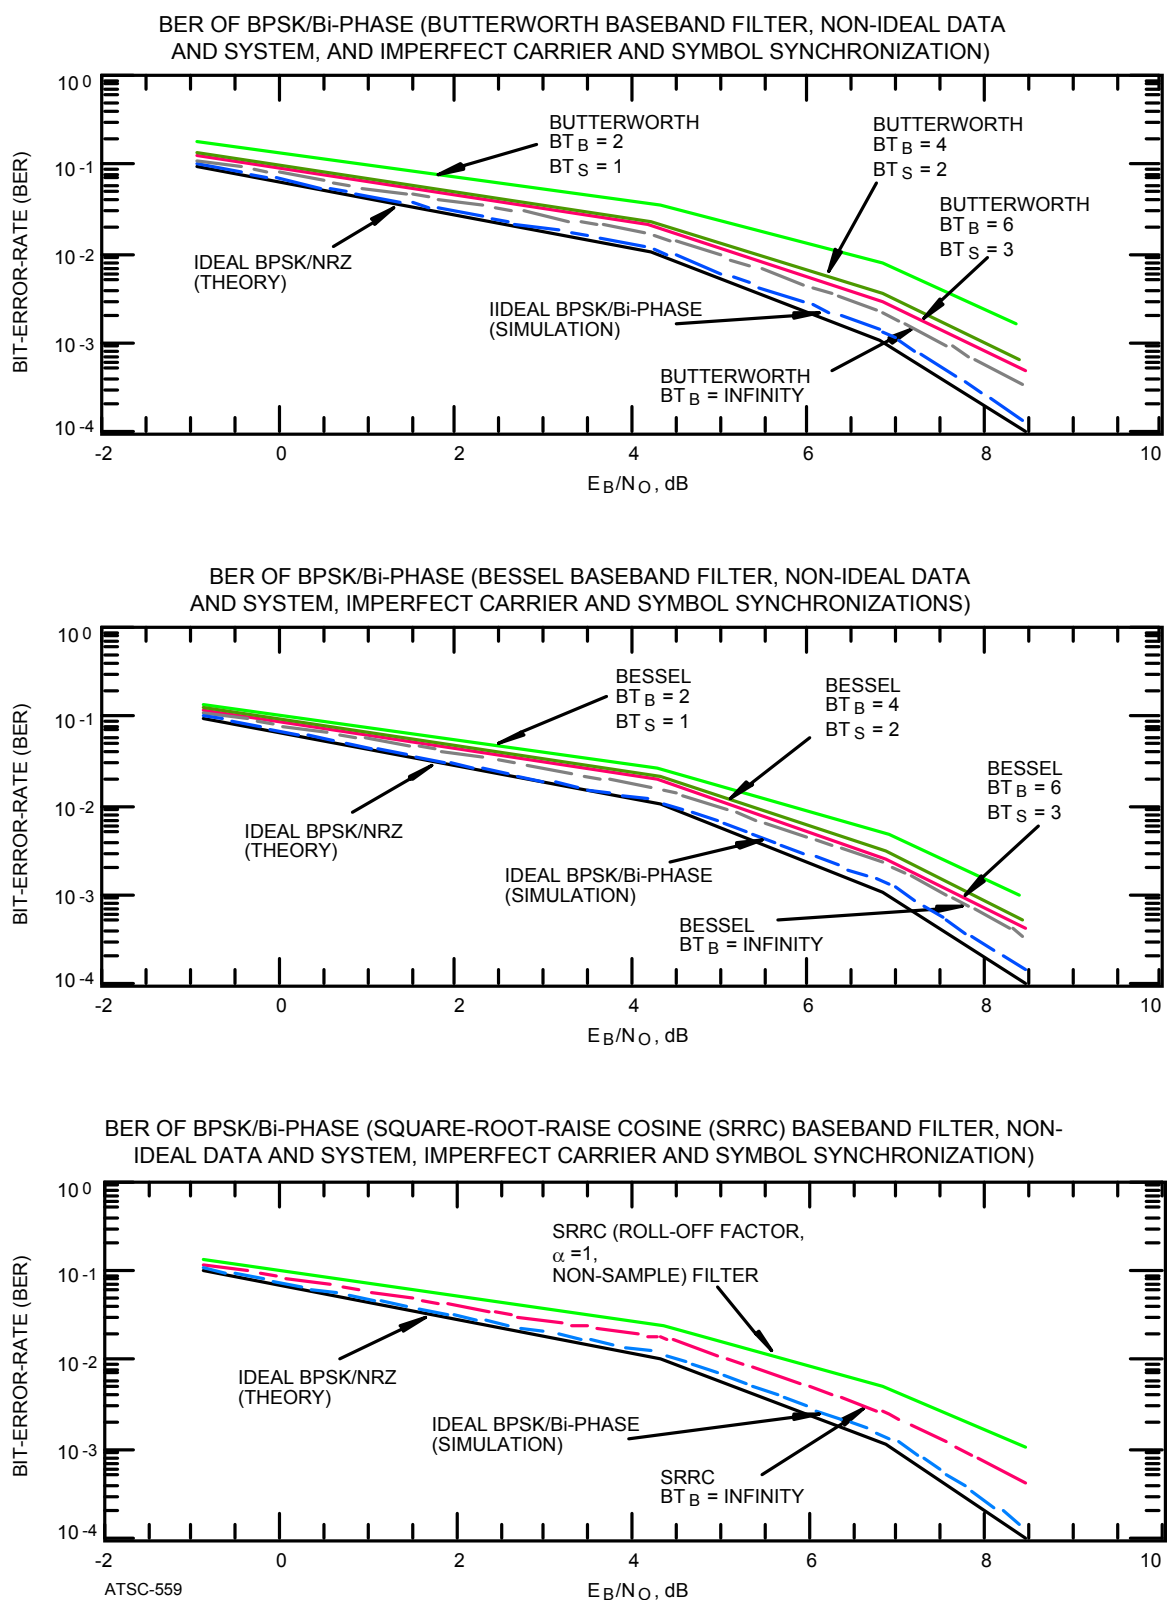 BER OF BPSK/Bi-PHASE (BUTTERWORTH BASEBAND FILTER, NON-IDEAL DATA
AND SYSTEM, AND IMPERFECT CARRIER AND SYMBOL SYNCHRONIZATION)
BIT-ERROR-RATE (BER)
10 0
10 -1
10 -2
10 -3
10 -4
BUTTERWORTH
BT B = 2
BT S = 1
BUTTERWORTH
BT B = 4
BT S = 2
BUTTERWORTH
BT B = 6
BT S = 3
IDEAL BPSK/NRZ
(THEORY)
IIDEAL BPSK/Bi-PHASE
(SIMULATION)
BUTTERWORTH
BT B = INFINITY
-2 0 2 4 6 8 10
E B/N O, dB
BER OF BPSK/Bi-PHASE (BESSEL BASEBAND FILTER, NON-IDEAL DATA
AND SYSTEM, IMPERFECT CARRIER AND SYMBOL SYNCHRONIZATIONS)
BIT-ERROR-RATE (BER)
10 0
10 -1
10 -2
10 -3
10 -4
BESSEL
BT B = 2
BT S = 1
BESSEL
BT B = 4
BT S = 2
BESSEL
BT B = 6
BT S = 3
IDEAL BPSK/NRZ
(THEORY)
IDEAL BPSK/Bi-PHASE
(SIMULATION)
BESSEL
BT B = INFINITY
-2 0 2 4 6 8 10
E B/N O, dB
BER OF BPSK/Bi-PHASE (SQUARE-ROOT-RAISE COSINE (SRRC) BASEBAND FILTER, NON-
IDEAL DATA AND SYSTEM, IMPERFECT CARRIER AND SYMBOL SYNCHRONIZATION)
BIT-ERROR-RATE (BER)
10 0
10 -1
10 -2
10 -3
10 -4
SRRC (ROLL-OFF FACTOR,
α =1,
NON-SAMPLE) FILTER
IDEAL BPSK/NRZ
(THEORY)
IDEAL BPSK/Bi-PHASE
(SIMULATION)
SRRC
BT B = INFINITY
-2 0 2 4 6 8 10
E B/N O, dB
ATSC-559